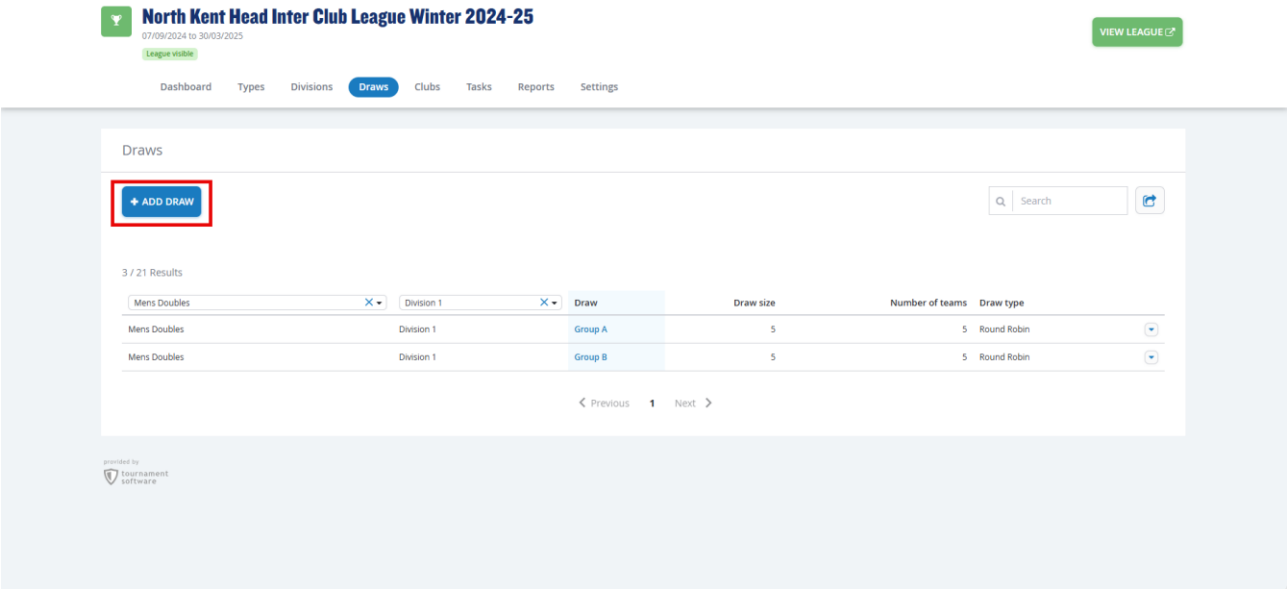 North Kent Head Inter Club League Winter 2024-25
07/09/2024 to 30/03/2025
VIEW LEAGUE
League visible
Dashboard Types Divisions Draws Clubs Tasks Reports Settings
Draws
+ ADD DRAW
Search
3 / 21 Results
Mens Doubles Division 1 Draw Draw size Number of teams Draw type
Mens Doubles Division 1 Group A 5 5 Round Robin
Mens Doubles Division 1 Group B 5 5 Round Robin
Previous 1 Next
provided by
tournament
software